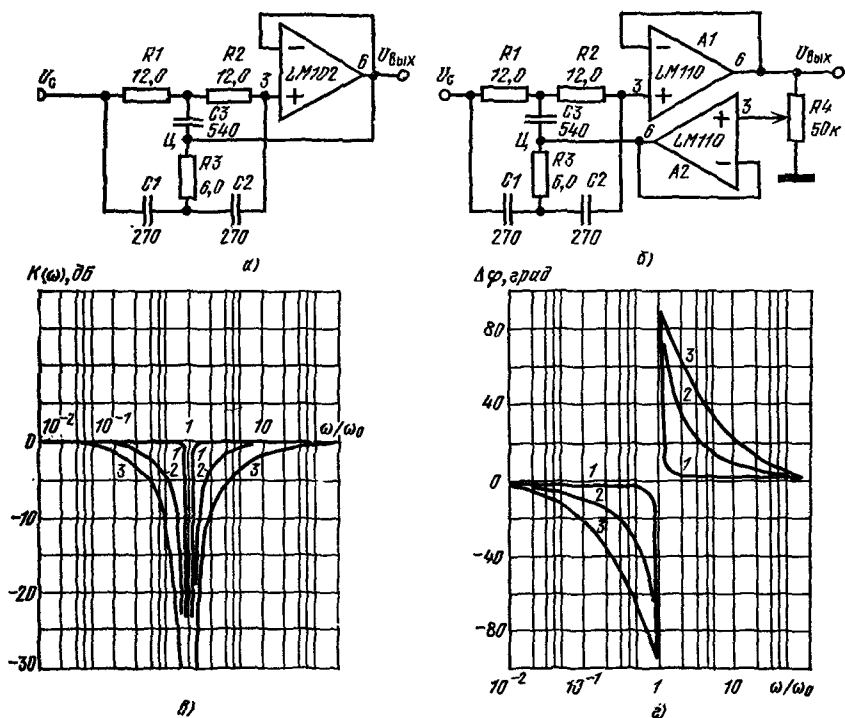 R1
R2
12,0
12,0
U_c
3
6
U_вых
LM102
C3
540
Ц
R3
6,0
C1
C2
270
270
а)
R1
R2
A1
12,0
12,0
U_c
3
6
U_вых
LM110
C3
540
Ц
6
3
LM110
A2
R4
50к
R3
6,0
C1
C2
270
270
б)
K(ω), дБ
10⁻² 10⁻¹ 1 10 ω/ω₀
0
-10
-20
-30
1 1
2 2
3 3
в)
Δφ, град
80
40
0
-40
-80
3
2
1
1
2
3
10⁻² 10⁻¹ 1 10 ω/ω₀
г)